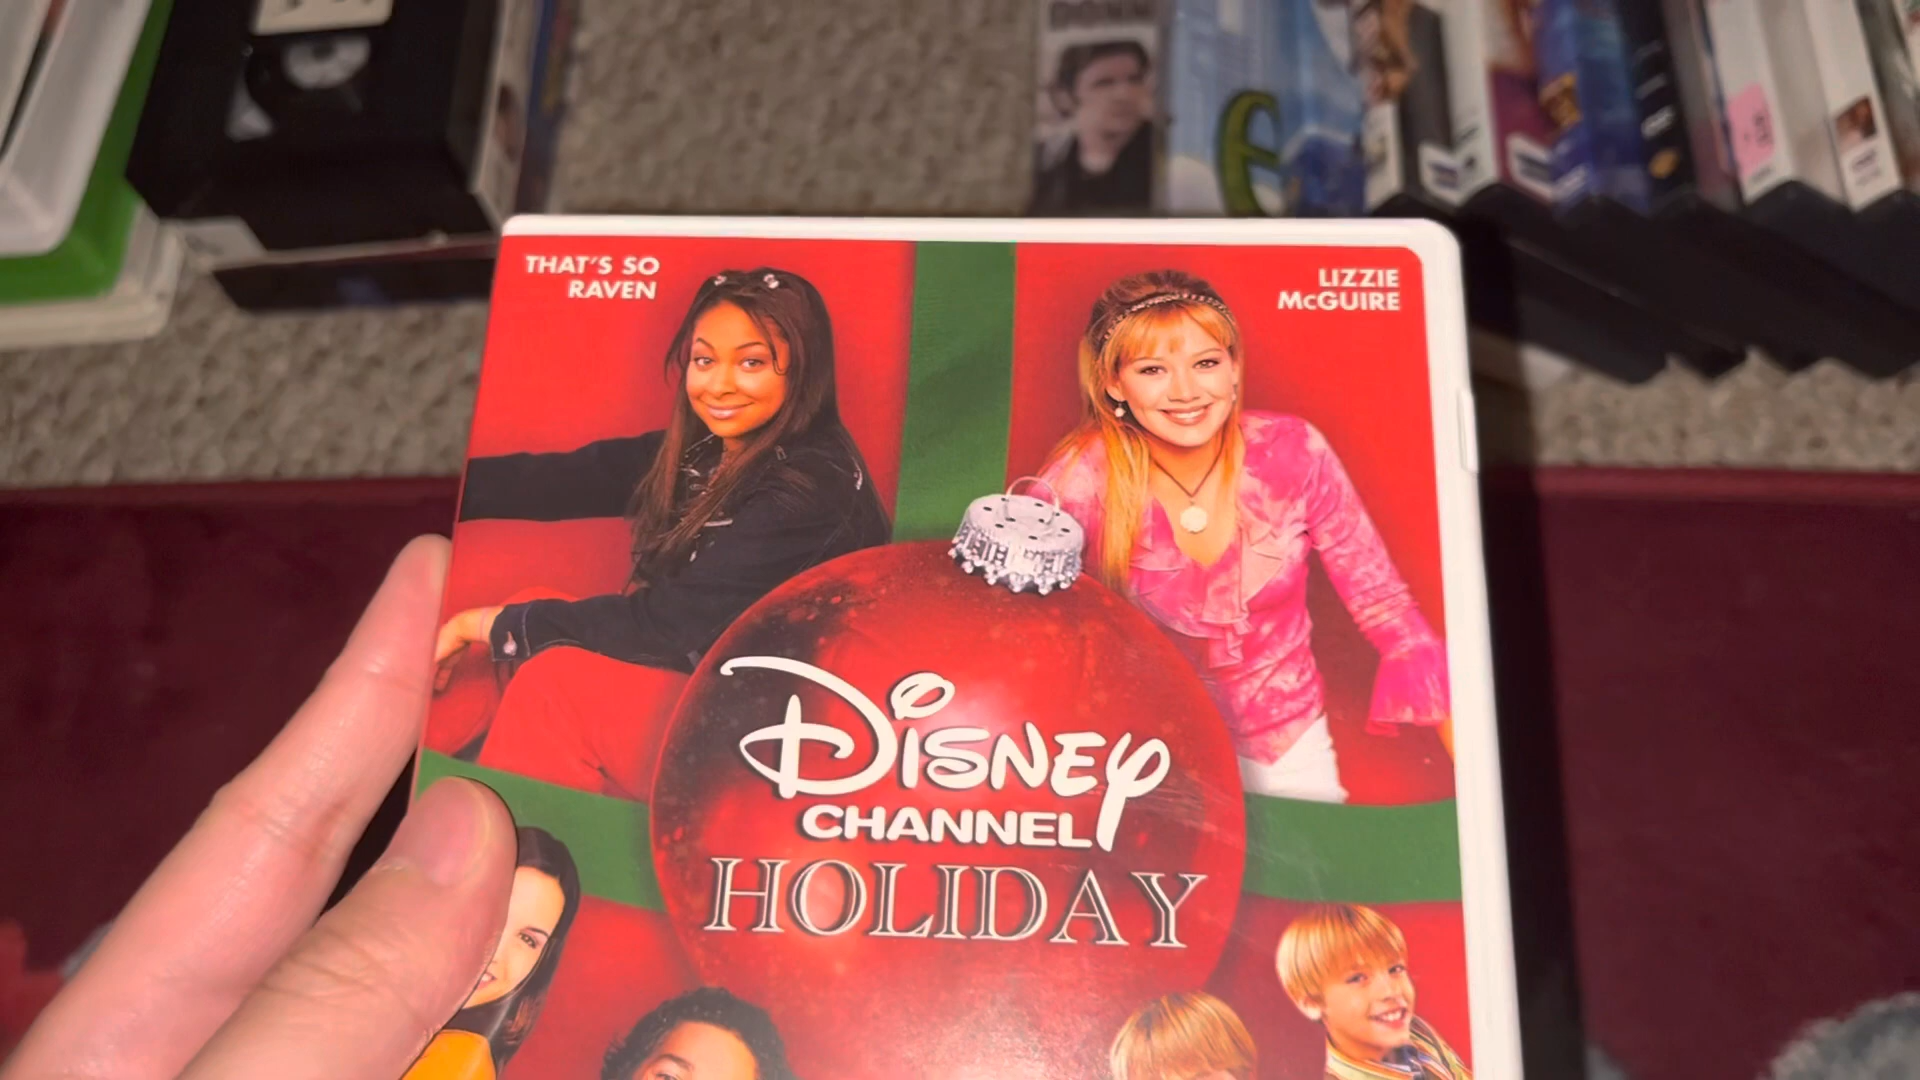 THAT'S SO
RAVEN
LIZZIE
McGUIRE
DISNEY
CHANNEL
HOLIDAY